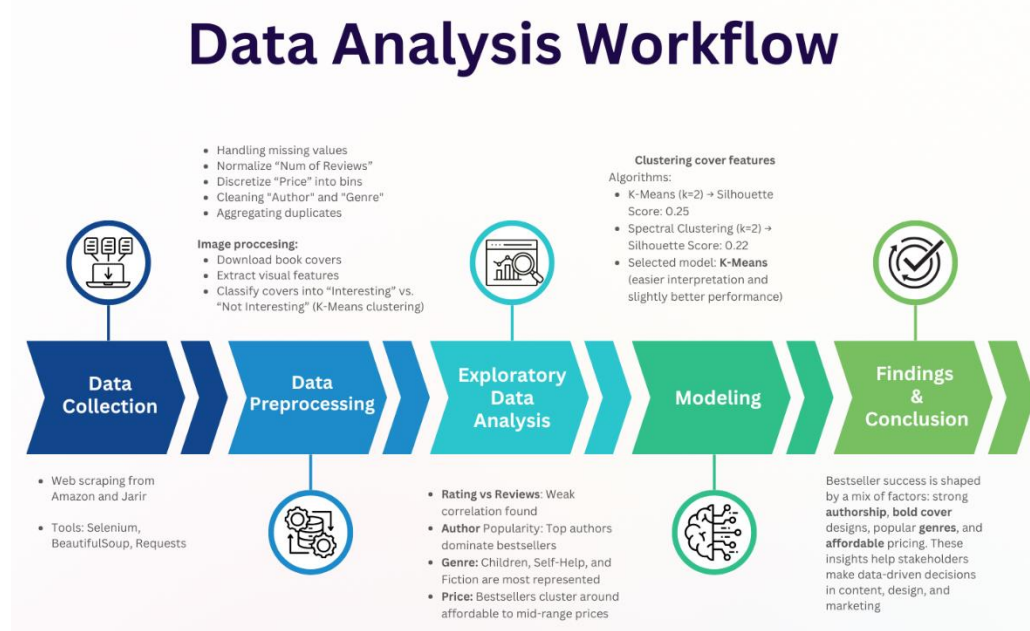 Data Analysis Workflow
• Handling missing values
• Normalize “Num of Reviews”
• Discretize “Price” into bins
• Cleaning "Author" and "Genre"
• Aggregating duplicates
Image proccesing:
• Download book covers
• Extract visual features
• Classify covers into “Interesting” vs.
“Not Interesting” (K-Means clustering)
Clustering cover features
Algorithms:
• K-Means (k=2) → Silhouette
Score: 0.25
• Spectral Clustering (k=2) →
Silhouette Score: 0.22
• Selected model: K-Means
(easier interpretation and
slightly better performance)
Data
Collection
Data
Preprocessing
Exploratory
Data
Analysis
Modeling
Findings
&
Conclusion
• Web scraping from
Amazon and Jarir
• Tools: Selenium,
BeautifulSoup, Requests
• Rating vs Reviews: Weak
correlation found
• Author Popularity: Top authors
dominate bestsellers
• Genre: Children, Self-Help, and
Fiction are most represented
• Price: Bestsellers cluster around
affordable to mid-range prices
Bestseller success is shaped
by a mix of factors: strong
authorship, bold cover
designs, popular genres, and
affordable pricing. These
insights help stakeholders
make data-driven decisions
in content, design, and
marketing